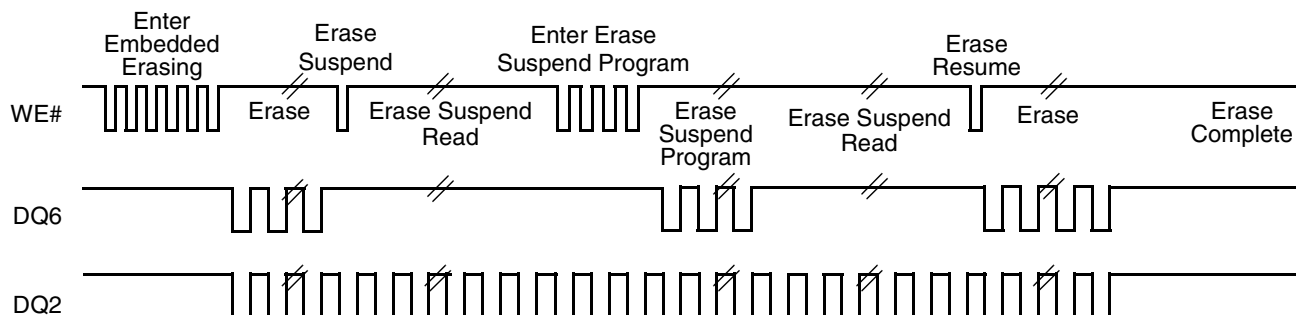 Enter
Embedded
Erasing
Erase
Suspend
Enter Erase
Suspend Program
Erase
Resume
WE#
Erase
Erase Suspend
Read
Erase
Suspend
Program
Erase Suspend
Read
Erase
Erase
Complete
DQ6
DQ2